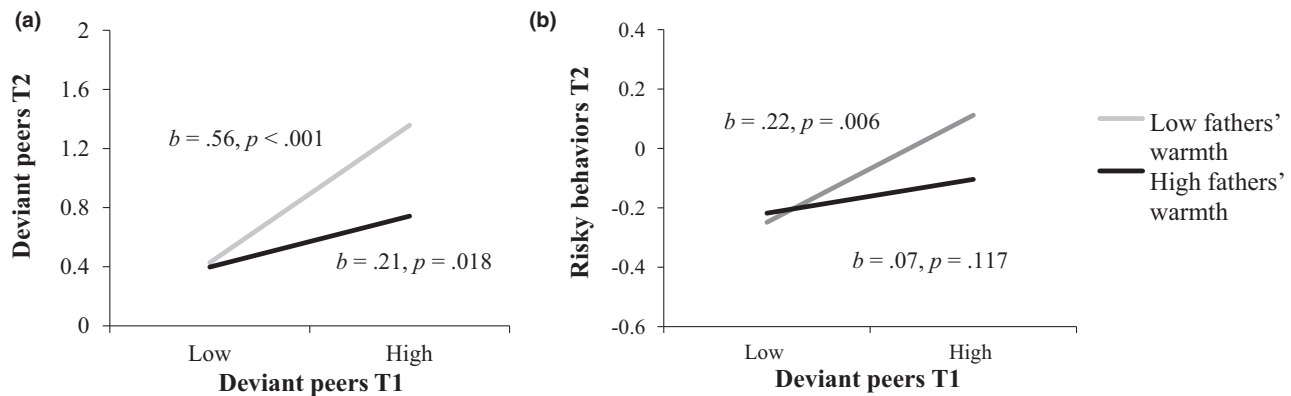 (a)
2
1.6
1.2
0.8
0.4
0
Deviant peers T2
b = .56, p < .001
b = .21, p = .018
Low High
Deviant peers T1
(b)
0.4
0.2
0
-0.2
-0.4
-0.6
Risky behaviors T2
b = .22, p = .006
b = .07, p = .117
Low High
Deviant peers T1
Low fathers’
warmth
High fathers’
warmth